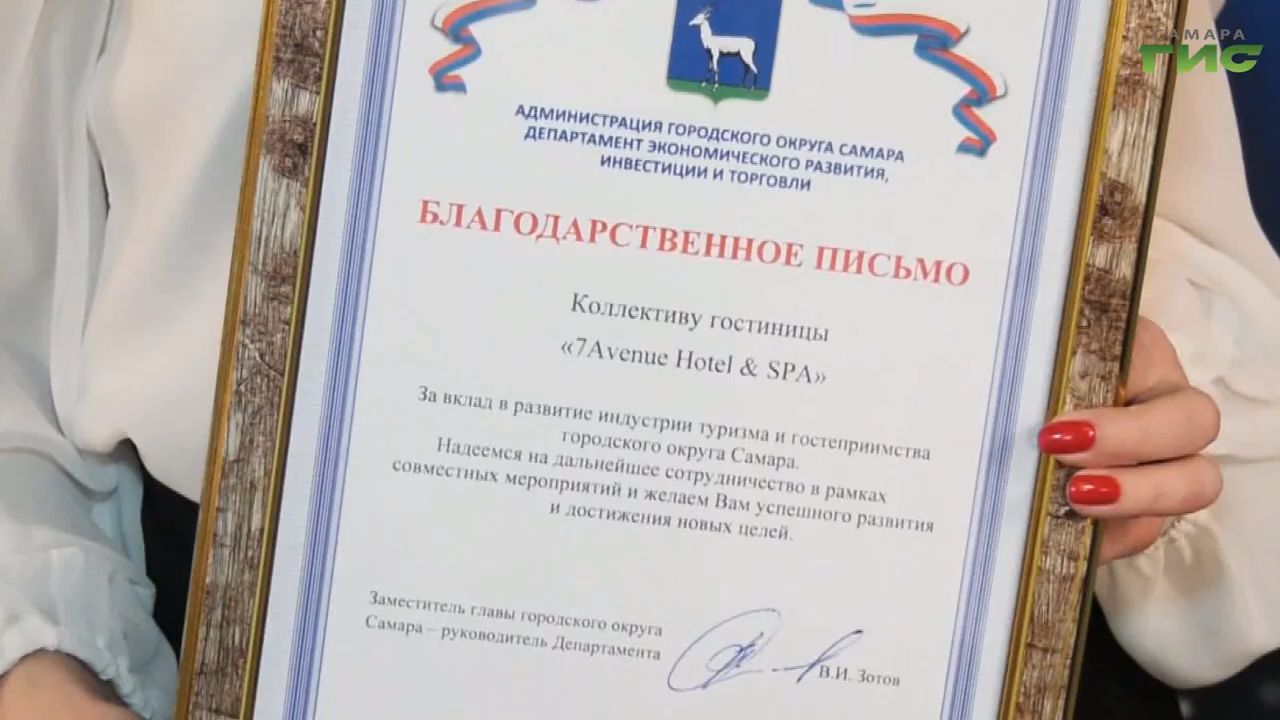 САМАРА
ГИС
АДМИНИСТРАЦИЯ ГОРОДСКОГО ОКРУГА САМАРА
ДЕПАРТАМЕНТ ЭКОНОМИЧЕСКОГО РАЗВИТИЯ,
ИНВЕСТИЦИИ И ТОРГОВЛИ
БЛАГОДАРСТВЕННОЕ ПИСЬМО
Коллективу гостиницы
«7Avenue Hotel & SPA»
За вклад в развитие индустрии туризма и гостеприимства
городского округа Самара.
Надеемся на дальнейшее сотрудничество в рамках
совместных мероприятий и желаем Вам успешного развития
и достижения новых целей.
Заместитель главы городского округа
Самара – руководитель Департамента
В.И. Зотов